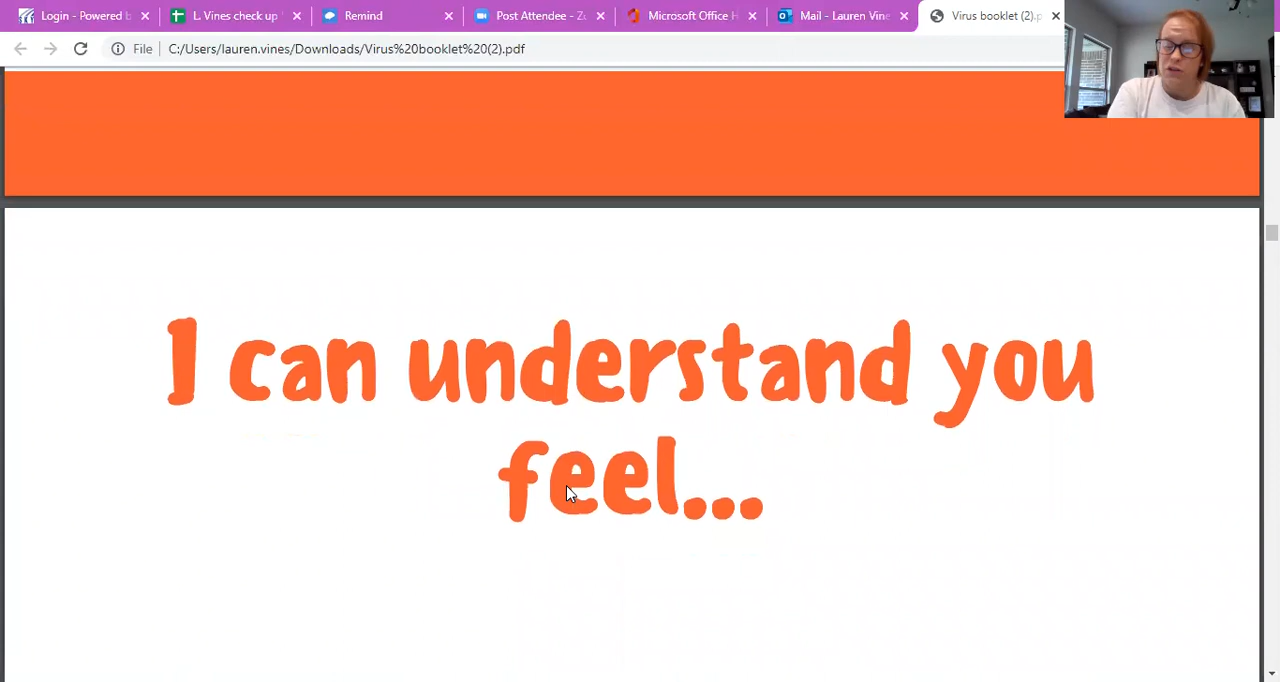 Login - Powered b
L. Vines check up
Remind
Post Attendee - Zo
Microsoft Office H
Mail - Lauren Vine
Virus booklet (2).p
File
C:/Users/lauren.vines/Downloads/Virus%20booklet%20(2).pdf
I can understand you
feel...